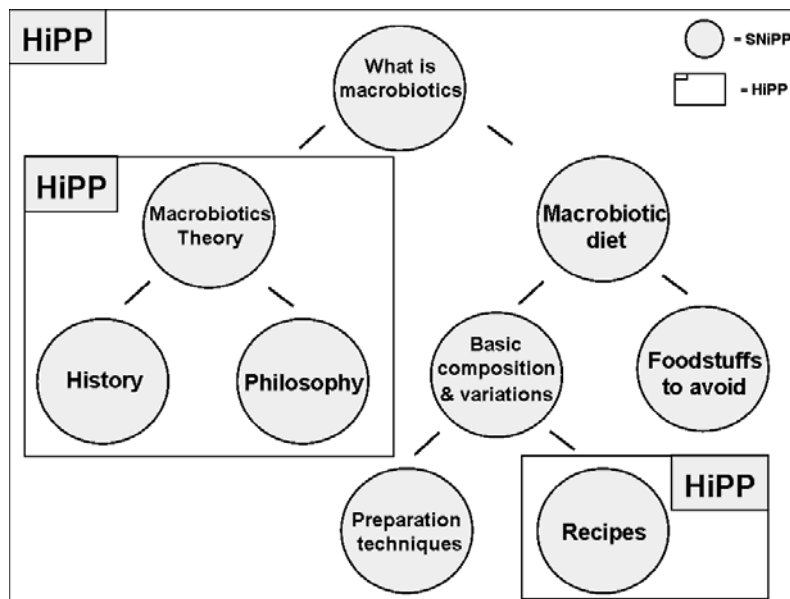 HiPP
= SNiPP
What is
macrobiotics
= HiPP
HiPP
Macrobiotics
Theory
Macrobiotic
diet
History
Philosophy
Basic
composition
& variations
Foodstuffs
to avoid
HiPP
Preparation
techniques
Recipes